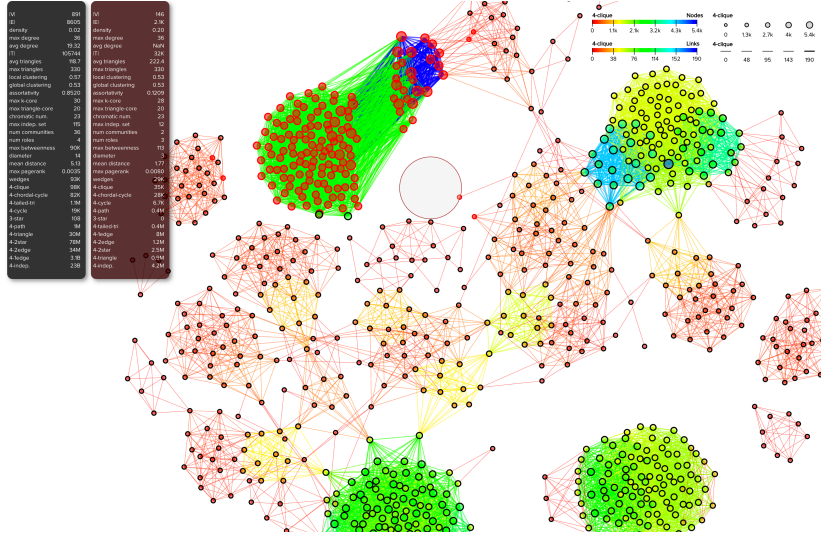 |V| 891
|E| 8605
density 0.02
max degree 36
avg degree 19.32
|T| 105744
avg triangles 118.7
max triangles 330
local clustering 0.57
global clustering 0.53
assortativity 0.8520
max k-core 30
max triangle-core 20
chromatic num. 23
max indep. set 115
num communities 36
num roles 4
max betweenness 90K
diameter 14
mean distance 5.13
max pagerank 0.0035
wedges 93K
4-clique 98K
4-chordal-cycle 82K
4-tailed-tri 1.1M
4-cycle 19K
3-star 108
4-path 1M
4-triangle 30M
4-2star 78M
4-2edge 34M
4-1edge 3.1B
4-indep. 23B
|V| 146
|E| 2.1K
density 0.20
max degree 36
avg degree NaN
|T| 32K
avg triangles 222.4
max triangles 330
local clustering 0.53
global clustering 0.53
assortativity 0.1209
max k-core 28
max triangle-core 20
chromatic num. 23
max indep. set 12
num communities 2
num roles 3
max betweenness 113
diameter 3
mean distance 1.77
max pagerank 0.0080
wedges 29K
4-clique 35K
4-chordal-cycle 28K
4-cycle 6.7K
4-path 0.4M
3-star 0
4-tailed-tri 0.4M
4-1edge 8M
4-2edge 1.2M
4-2star 2.5M
4-triangle 0.9M
4-indep. 4.2M
4-clique Nodes
0 1.1k 2.1k 3.2k 4.3k 5.4k
4-clique Links
0 38 76 114 152 190
4-clique
0 1.3k 2.7k 4k 5.4k
4-clique
0 48 95 143 190